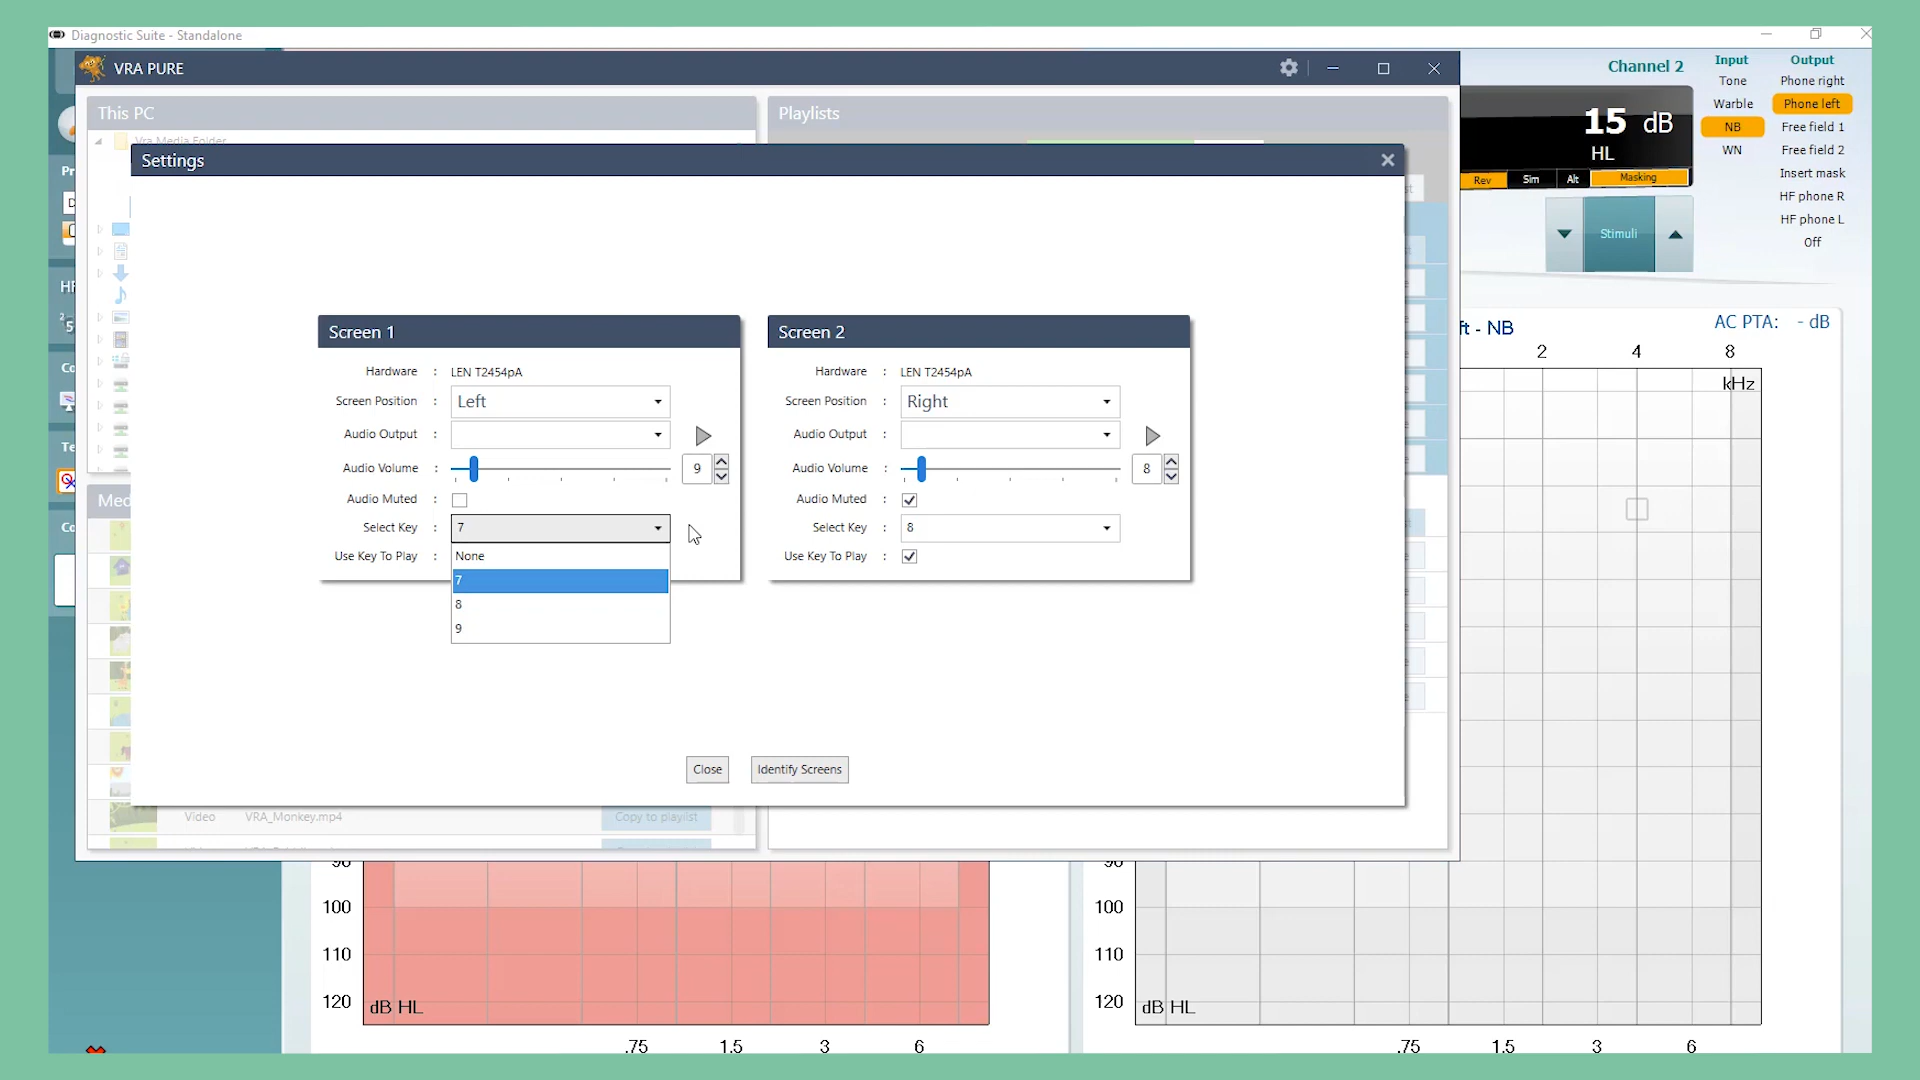 Diagnostic Suite - Standalone
VRA PURE
This PC
Playlists
Vra Media Folder
Settings
Screen 1
Hardware : LEN T2454pA
Screen Position : Left
Audio Output :
Audio Volume : 9
Audio Muted :
Select Key : 7
Use Key To Play : None
7
8
9
Screen 2
Hardware : LEN T2454pA
Screen Position : Right
Audio Output :
Audio Volume : 8
Audio Muted :
Select Key : 8
Use Key To Play :
Close
Identify Screens
Med
Video VRA_Monkey.mp4 Copy to playlist
Channel 2
15 dB
HL
Rev Sim Alt Masking
Stimuli
Input
Tone
Warble
NB
WN
Output
Phone right
Phone left
Free field 1
Free field 2
Insert mask
HF phone R
HF phone L
Off
ft - NB
AC PTA: - dB
2 4 8
kHz
90
100
110
120
dB HL
.75 1.5 3 6
90
100
110
120
dB HL
.75 1.5 3 6